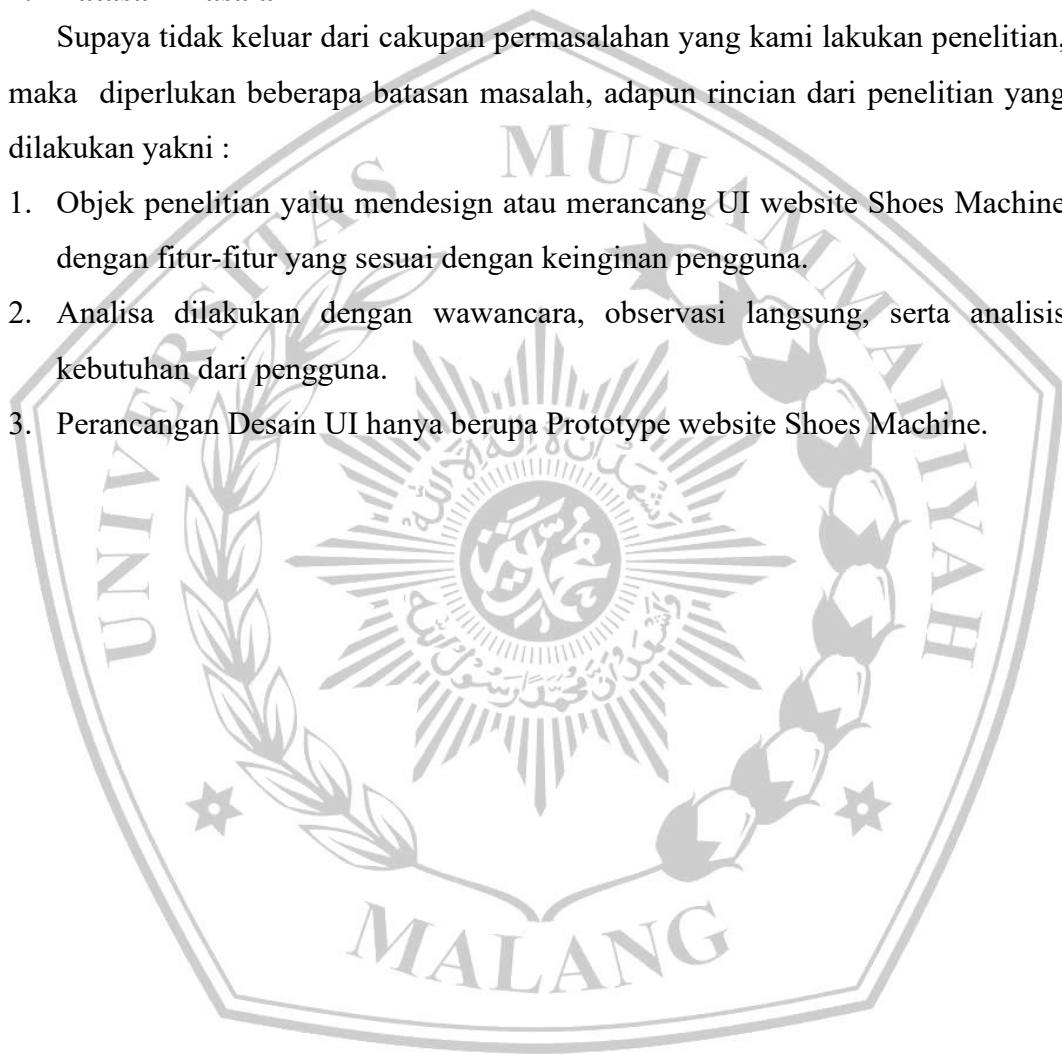 Supaya tidak keluar dari cakupan permasalahan yang kami lakukan penelitian,
maka diperlukan beberapa batasan masalah, adapun rincian dari penelitian yang
dilakukan yakni :
1. Objek penelitian yaitu mendesign atau merancang UI website Shoes Machine
dengan fitur-fitur yang sesuai dengan keinginan pengguna.
2. Analisa dilakukan dengan wawancara, observasi langsung, serta analisis
kebutuhan dari pengguna.
3. Perancangan Desain UI hanya berupa Prototype website Shoes Machine.
UNIVERSITAS MUHAMMADIYAH
MALANG